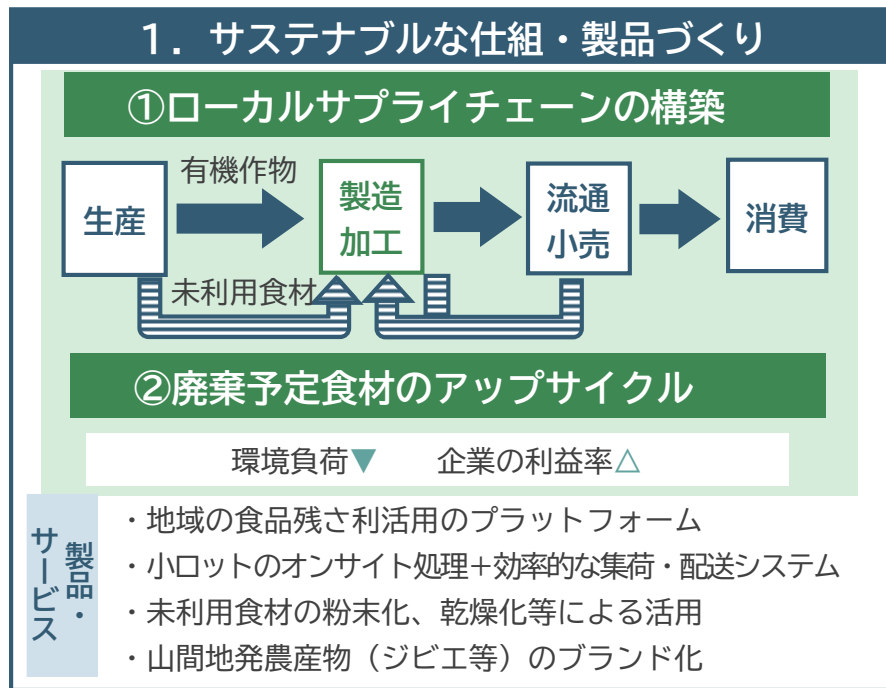 １．サステナブルな仕組・製品づくり
①ローカルサプライチェーンの構築
有機作物
生産
製造
加工
流通
小売
消費
未利用食材
②廃棄予定食材のアップサイクル
環境負荷▼ 企業の利益率△
製品・
サービス
・地域の食品残さ利活用のプラットフォーム
・小ロットのオンサイト処理＋効率的な集荷・配送システム
・未利用食材の粉末化、乾燥化等による活用
・山間地発農産物（ジビエ等）のブランド化